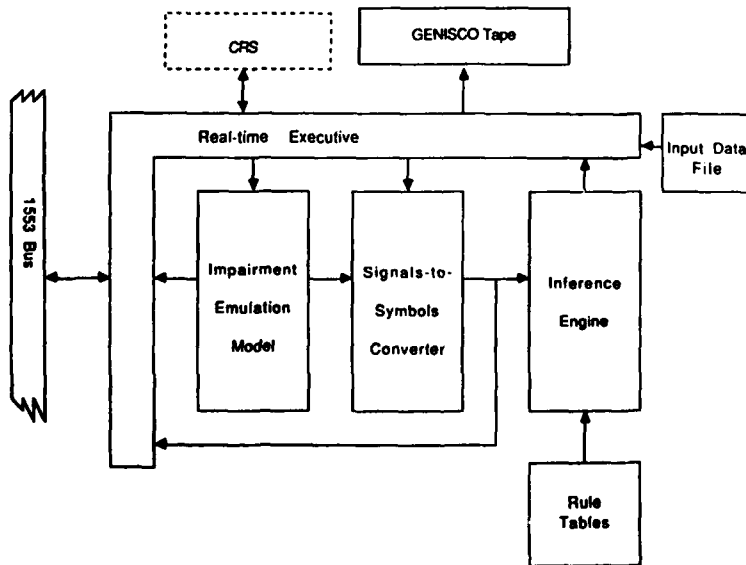 CRS
GENISCO Tape
Real-time Executive
Input Data
File
1553 Bus
Impairment
Emulation
Model
Signals-to-
Symbols
Converter
Inference
Engine
Rule
Tables